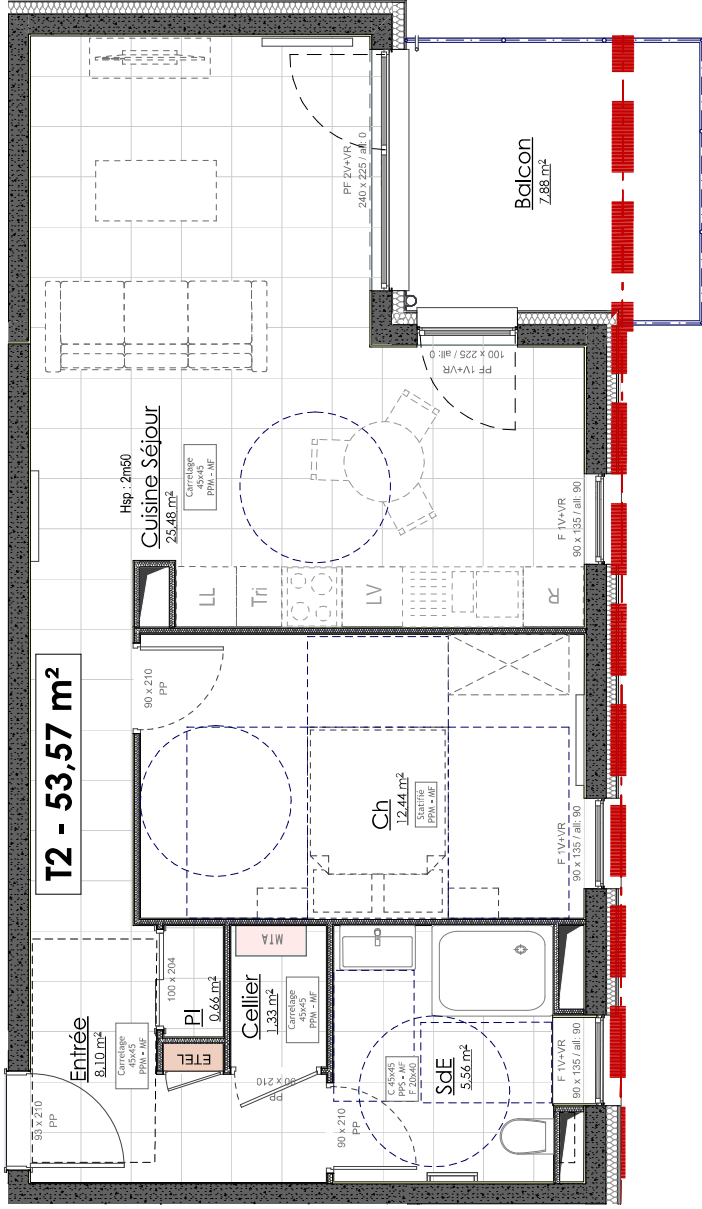 PF 2V+VR
240 x 225 / all: 0
Balcon
7,88 m²
PF 1V+VR
100 x 225 / all: 0
Hsp : 2m50
Cuisine Séjour
25,48 m²
Carrelage
45x45
PPM - MF
F 1V+VR
90 x 135 / all: 90
LL
Tri
LV
R
T2 - 53,57 m²
90 x 210
PP
Ch
12,44 m²
Statifié
PPM - MF
F 1V+VR
90 x 135 / all: 90
MTA
100 x 204
Pl
0,66 m²
Cellier
1,33 m²
Carrelage
45x45
PPM - MF
Entrée
8,10 m²
Carrelage
45x45
PPM - MF
ETEL
90 x 210
PP
C 45x45
PPS - MF
F 20x40
SdE
5,56 m²
F 1V+VR
90 x 135 / all: 90
93 x 210
PP
90 x 210
PP